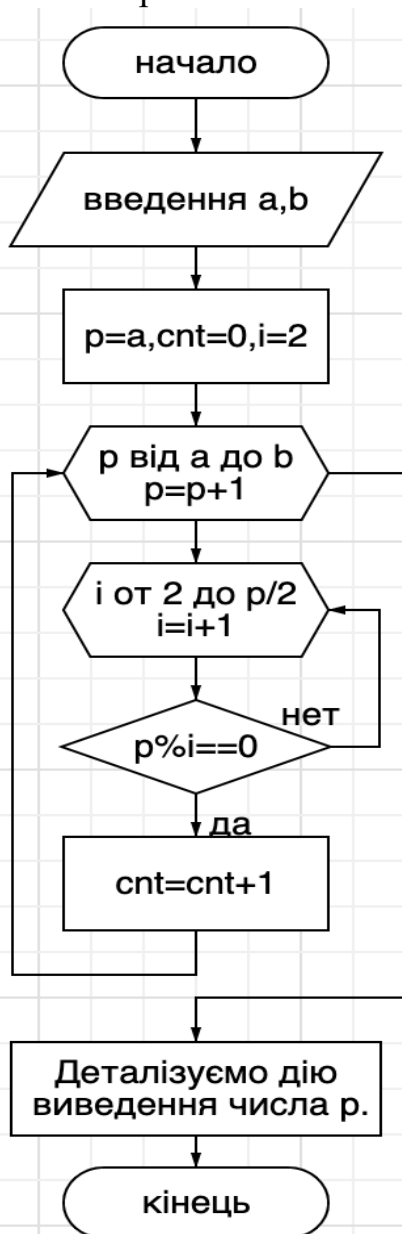 начало
введення a,b
p=a,cnt=0,i=2
p від a до b
p=p+1
i от 2 до p/2
i=i+1
нет
p%i==0
да
cnt=cnt+1
Деталізуємо дію
виведення числа p.
кінець